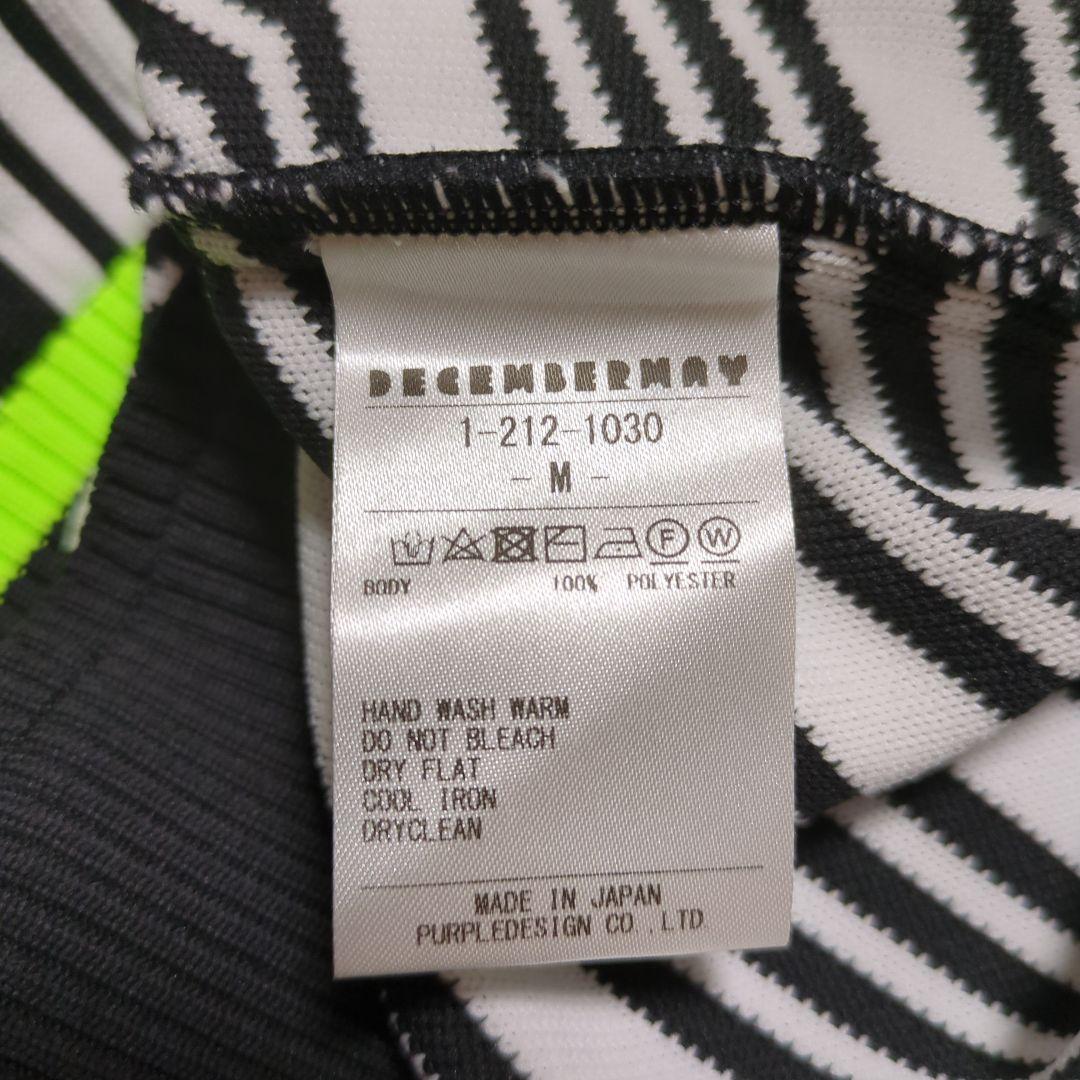 DECEMBERMAY
1-212-1030
- M -
F W
BODY 100% POLYESTER
HAND WASH WARM
DO NOT BLEACH
DRY FLAT
COOL IRON
DRYCLEAN
MADE IN JAPAN
PURPLEDESIGN CO .LTD